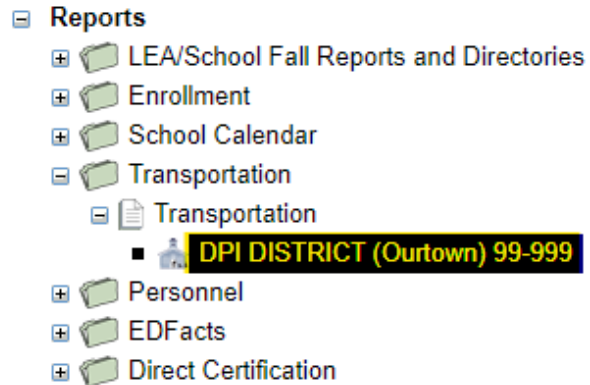 Reports
LEA/School Fall Reports and Directories
Enrollment
School Calendar
Transportation
Transportation
DPI DISTRICT (Ourtown) 99-999
Personnel
EDFacts
Direct Certification